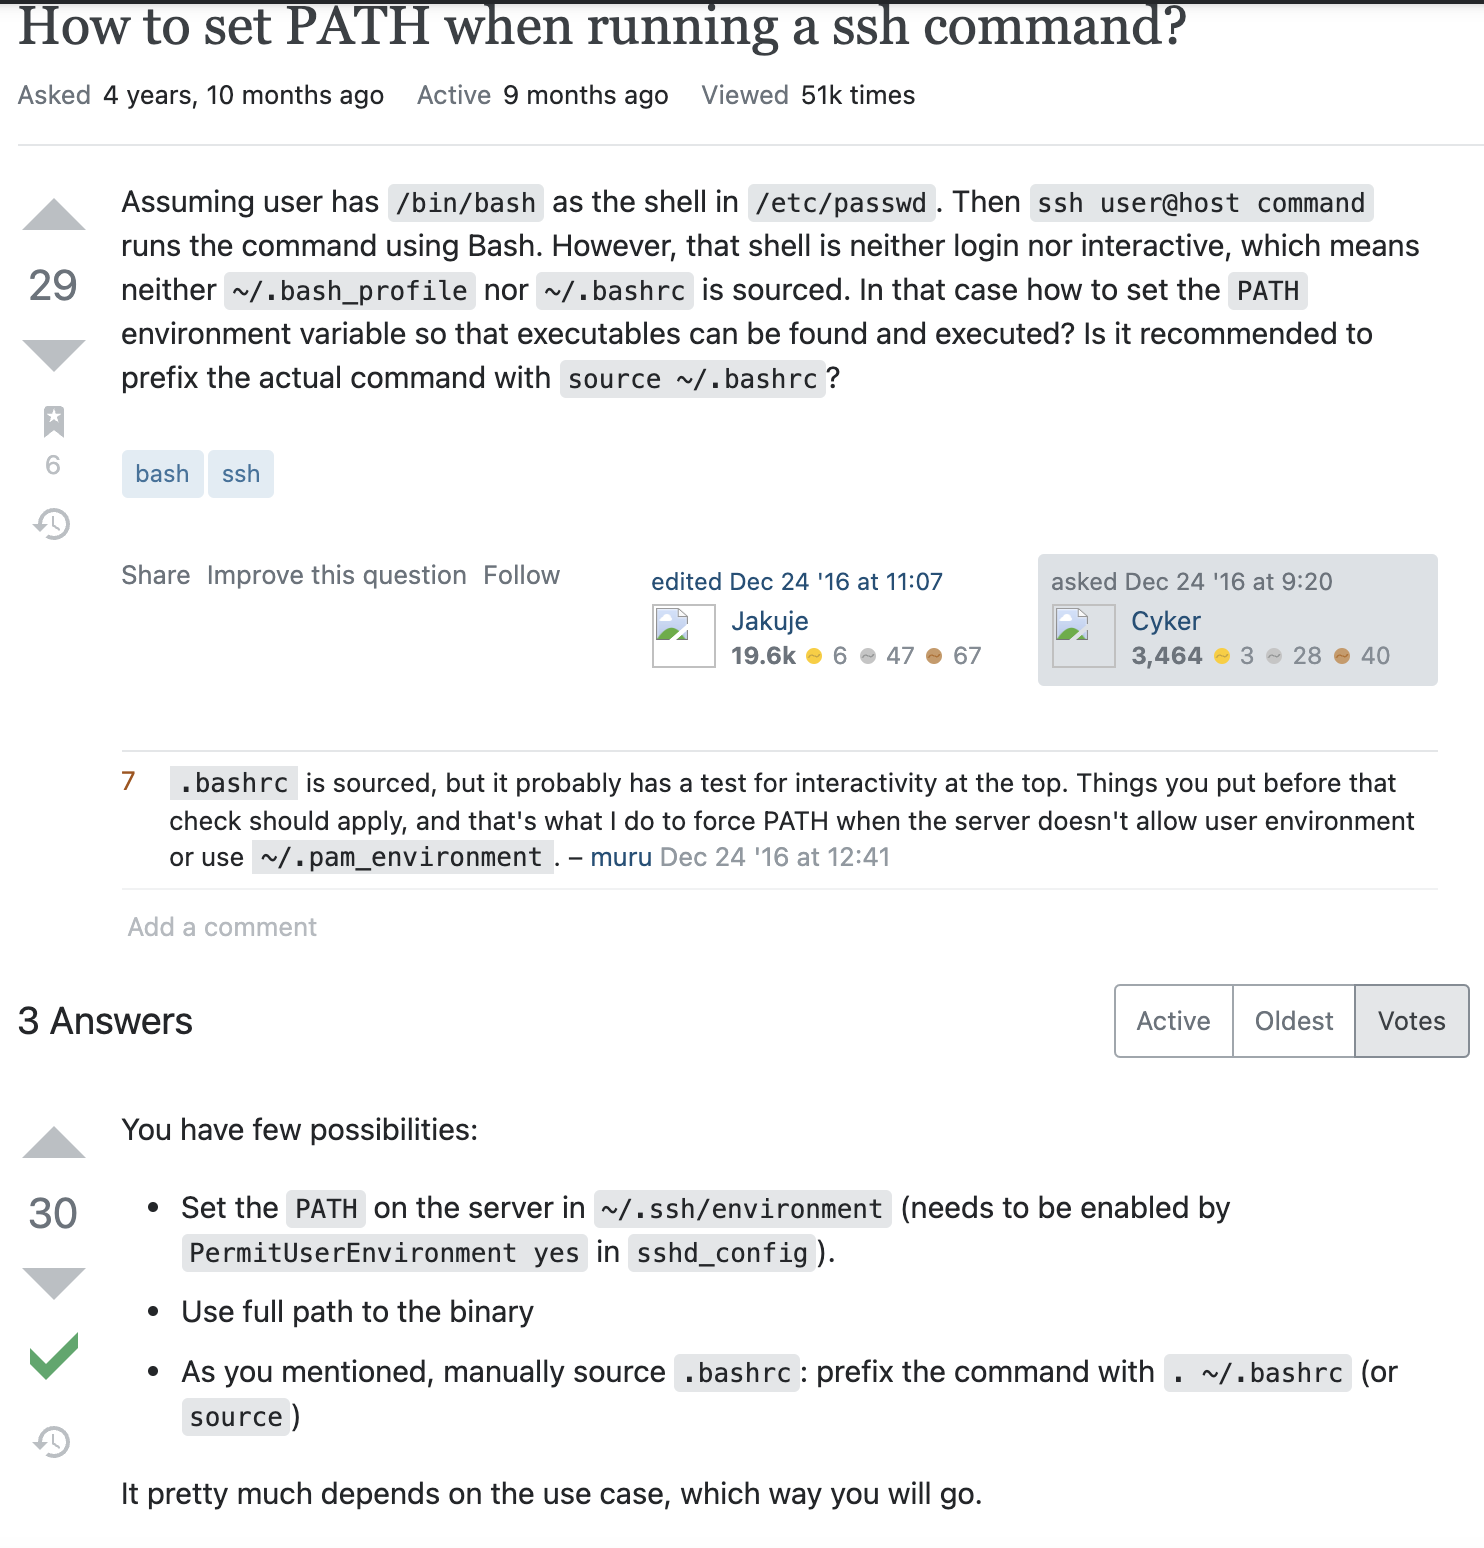 How to set PATH when running a ssh command?
Asked 4 years, 10 months ago Active 9 months ago Viewed 51k times
Assuming user has /bin/bash as the shell in /etc/passwd. Then ssh user@host command
runs the command using Bash. However, that shell is neither login nor interactive, which means
29
neither ~/.bash_profile nor ~/.bashrc is sourced. In that case how to set the PATH
environment variable so that executables can be found and executed? Is it recommended to
prefix the actual command with source ~/.bashrc?
6
bash ssh
Share Improve this question Follow
edited Dec 24 '16 at 11:07
Jakuje
19.6k 6 47 67
asked Dec 24 '16 at 9:20
Cyker
3,464 3 28 40
7 .bashrc is sourced, but it probably has a test for interactivity at the top. Things you put before that
check should apply, and that's what I do to force PATH when the server doesn't allow user environment
or use ~/.pam_environment. – muru Dec 24 '16 at 12:41
Add a comment
3 Answers
Active Oldest Votes
You have few possibilities:
30
• Set the PATH on the server in ~/.ssh/environment (needs to be enabled by
PermitUserEnvironment yes in sshd_config).
• Use full path to the binary
• As you mentioned, manually source .bashrc: prefix the command with . ~/.bashrc (or
source)
It pretty much depends on the use case, which way you will go.